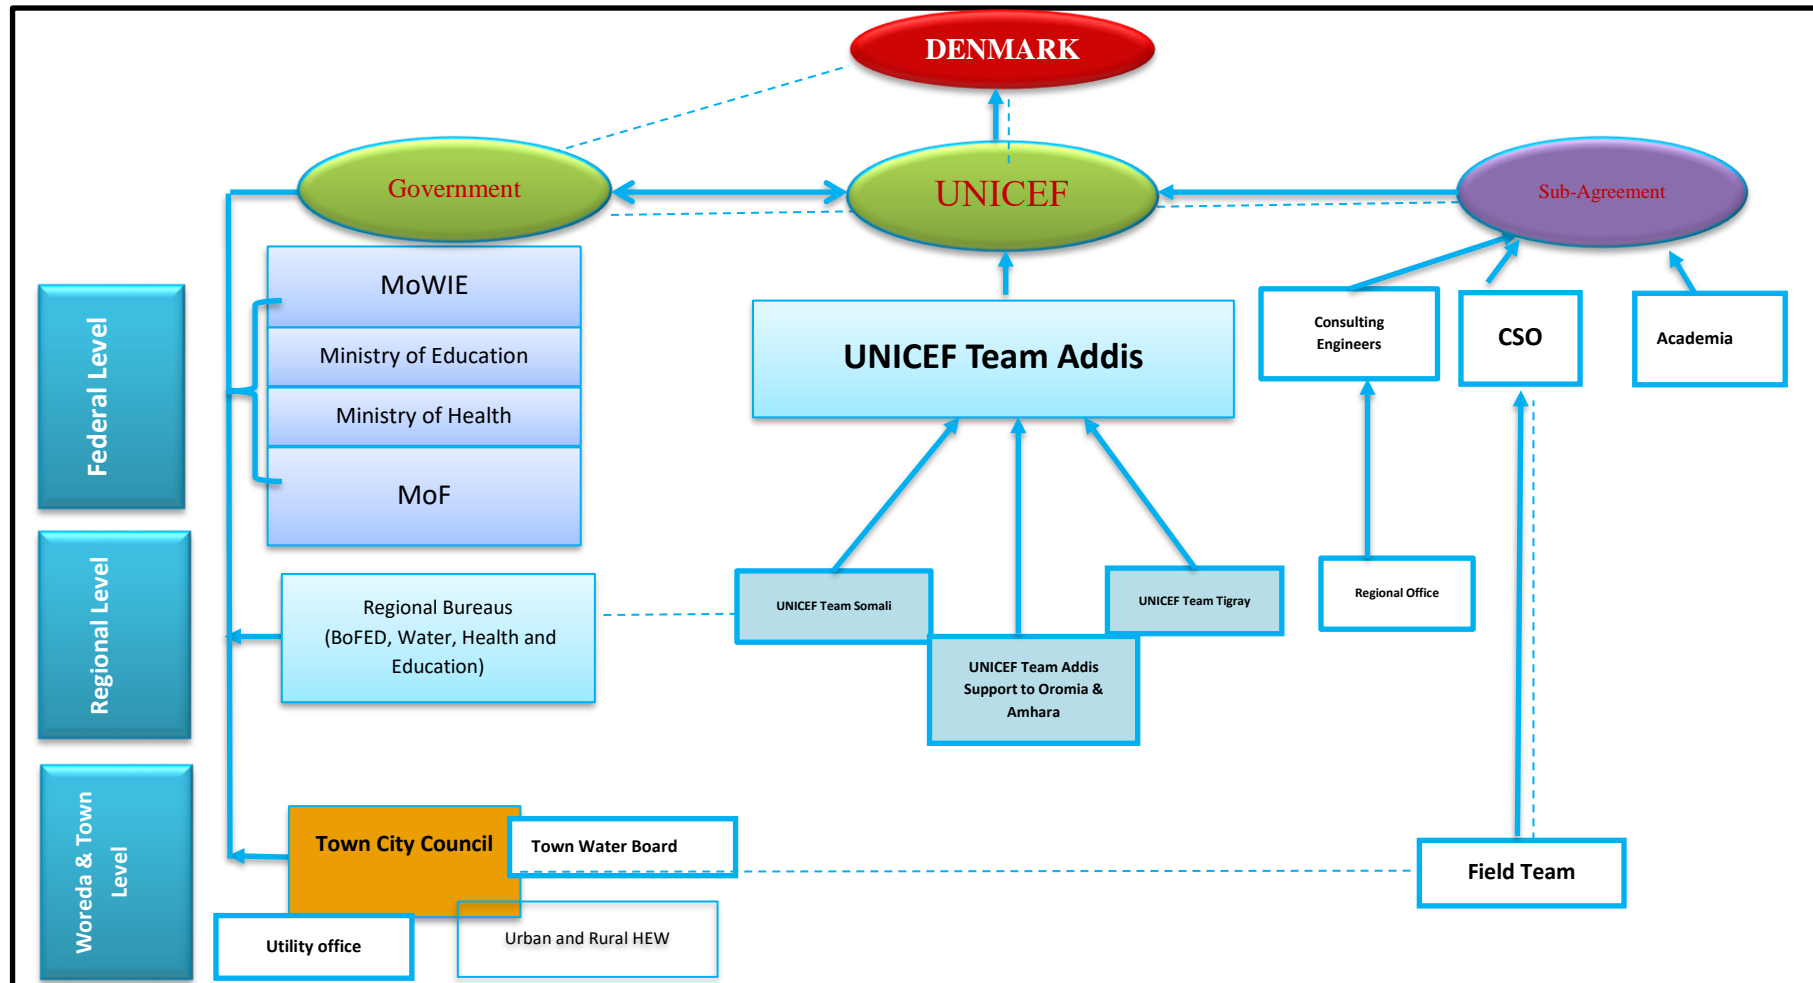 DENMARK
Government
UNICEF
Sub-Agreement
Federal Level
MoWIE
Ministry of Education
Ministry of Health
MoF
UNICEF Team Addis
Consulting
Engineers
CSO
Academia
Regional Level
Regional Bureaus
(BoFED, Water, Health and
Education)
UNICEF Team Somali
UNICEF Team Addis
Support to Oromia &
Amhara
UNICEF Team Tigray
Regional Office
Woreda & Town
Level
Town City Council
Town Water Board
Field Team
Utility office
Urban and Rural HEW